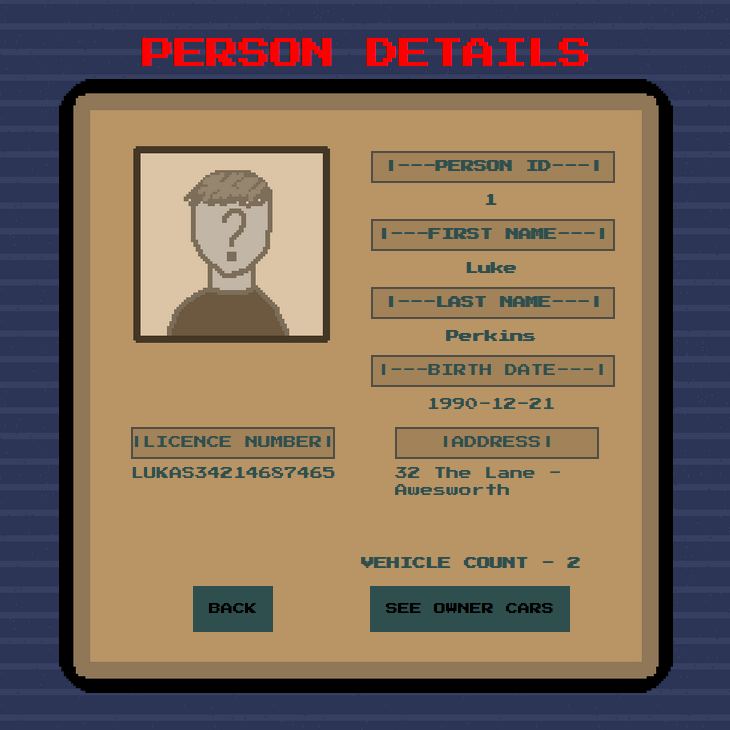 PERSON DETAILS
|---PERSON ID---|
1
|---FIRST NAME---|
Luke
|---LAST NAME---|
Perkins
|---BIRTH DATE---|
1990-12-21
|LICENCE NUMBER|
LUKAS34214687465
|ADDRESS|
32 The Lane -
Awesworth
VEHICLE COUNT - 2
BACK
SEE OWNER CARS